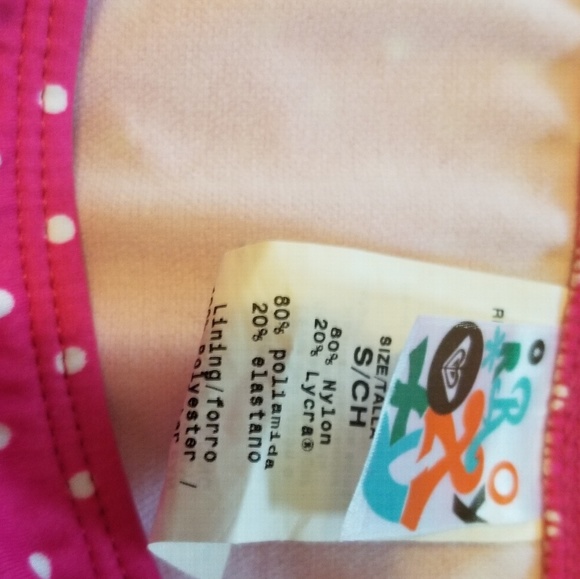 SIZE/TALLA
S/CH
80% Nylon
20% Lycra®
80% poliamida
20% elastano
Lining/forro